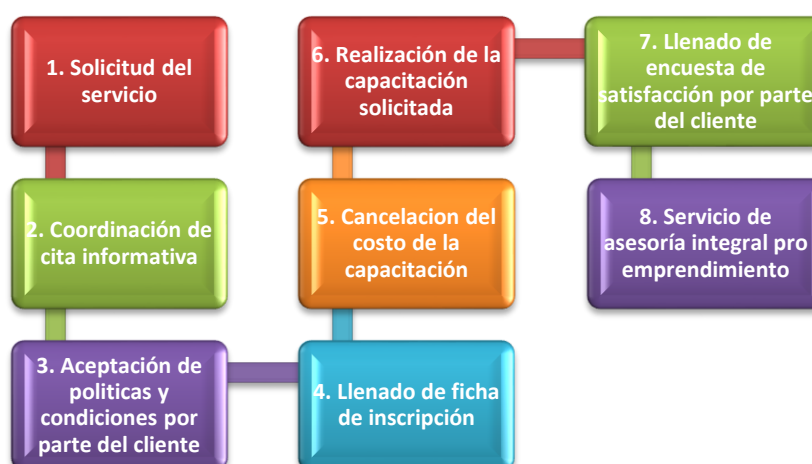 1. Solicitud del
servicio
2. Coordinación de
cita informativa
3. Aceptación de
politicas y
condiciones por
parte del cliente
4. Llenado de ficha
de inscripción
5. Cancelacion del
costo de la
capacitación
6. Realización de la
capacitación
solicitada
7. Llenado de
encuesta de
satisfacción por parte
del cliente
8. Servicio de
asesoría integral pro
emprendimiento